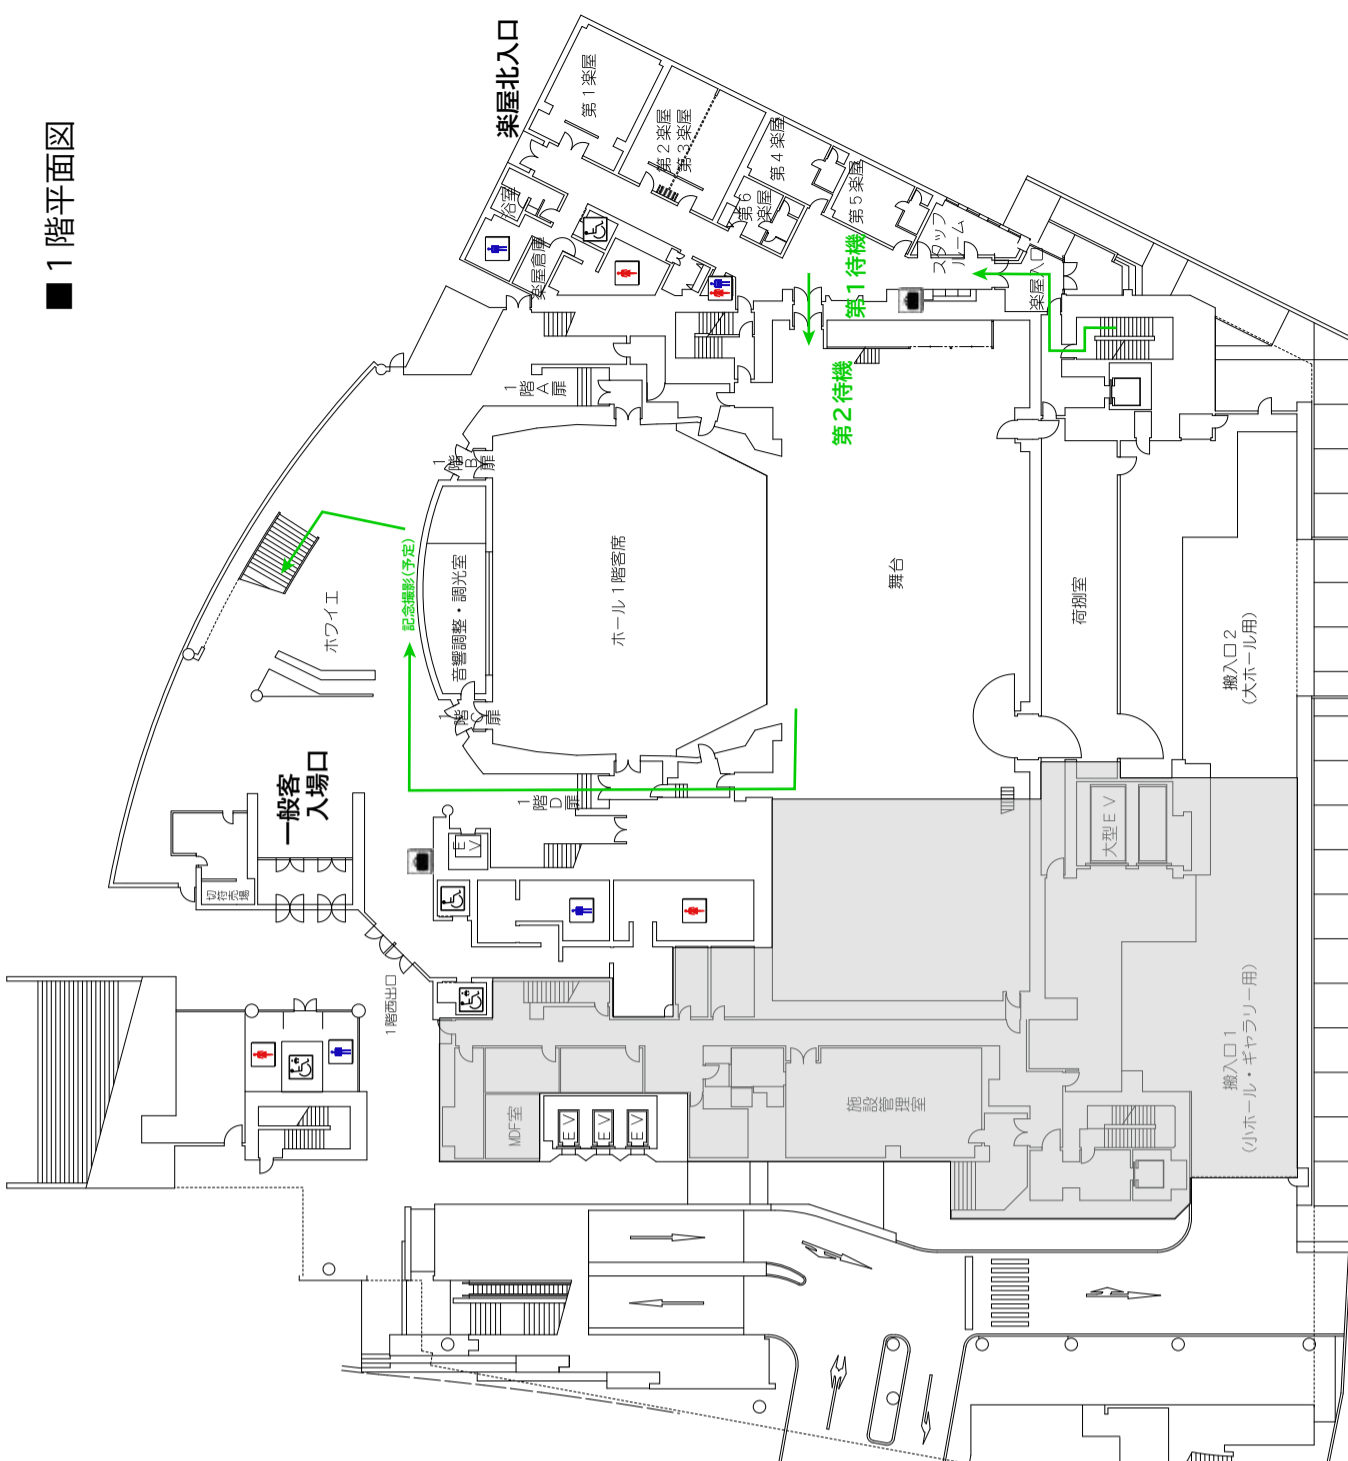 ■１階平面図
楽屋北入口
第１楽屋
第２楽屋
第３楽屋
第４楽屋
第５楽屋
第６
楽屋
スタッフ
ルーム
楽屋入口
浴室
楽屋倉庫
第１待機
第２待機
１
階
A
扉
１
階
B
扉
１
階
C
扉
１
階
D
扉
ホワイエ
記念撮影(予定)
音響調整・調光室
ホール１階客席
舞台
荷捌室
搬入口２
(大ホール用)
一般客
入場口
切符
売場
EV
１階西出口
大型ＥＶ
搬入口１
(小ホール・ギャラリー用)
施設
管理
室
MDF室
EV
EV
EV